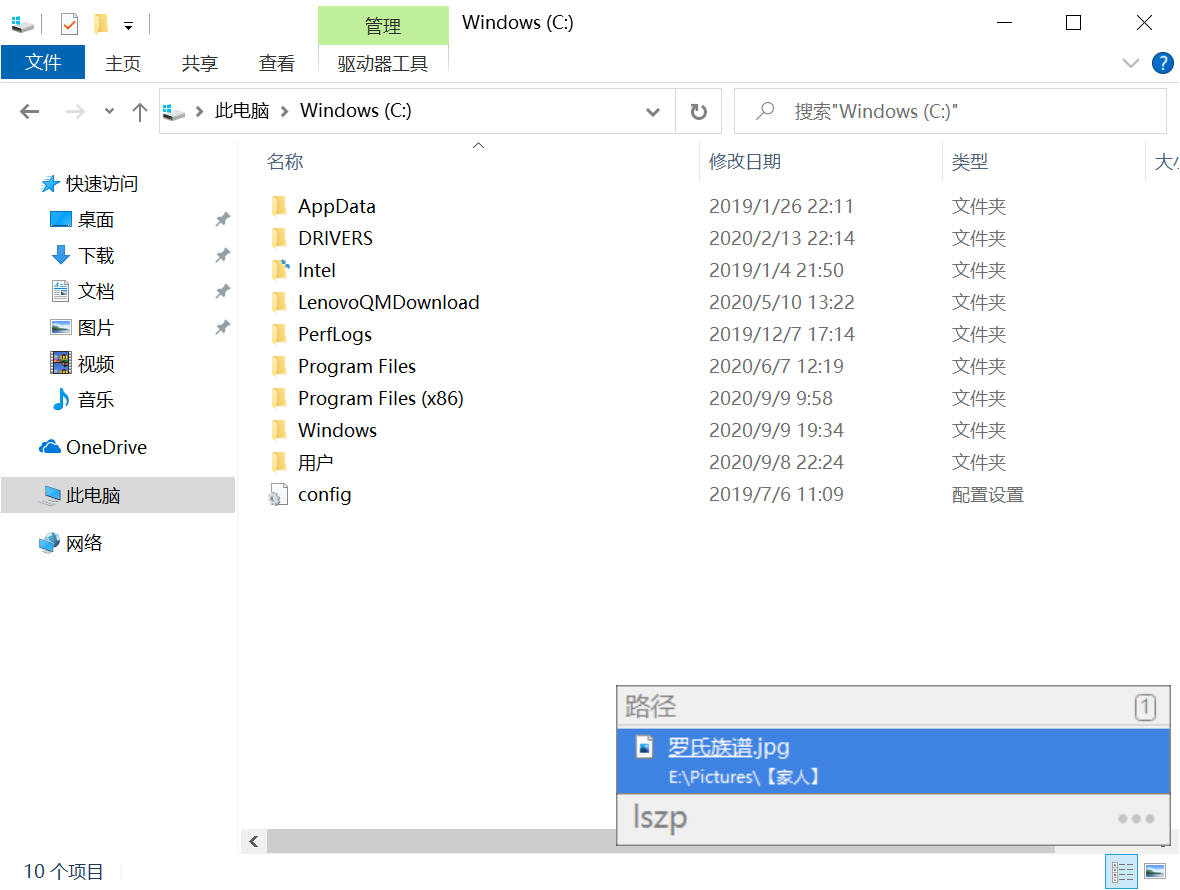 管理
Windows (C:)
文件
主页
共享
查看
驱动器工具
?
此电脑 > Windows (C:)
搜索"Windows (C:)"
名称 修改日期 类型 大小
快速访问
桌面
下载
文档
图片
视频
音乐
OneDrive
此电脑
网络
AppData 2019/1/26 22:11 文件夹
DRIVERS 2020/2/13 22:14 文件夹
Intel 2019/1/4 21:50 文件夹
LenovoQMDownload 2020/5/10 13:22 文件夹
PerfLogs 2019/12/7 17:14 文件夹
Program Files 2020/6/7 12:19 文件夹
Program Files (x86) 2020/9/9 9:58 文件夹
Windows 2020/9/9 19:34 文件夹
用户 2020/9/8 22:24 文件夹
config 2019/7/6 11:09 配置设置
路径 1
罗氏族谱.jpg
E:\Pictures\【家人】
lszp
10 个项目